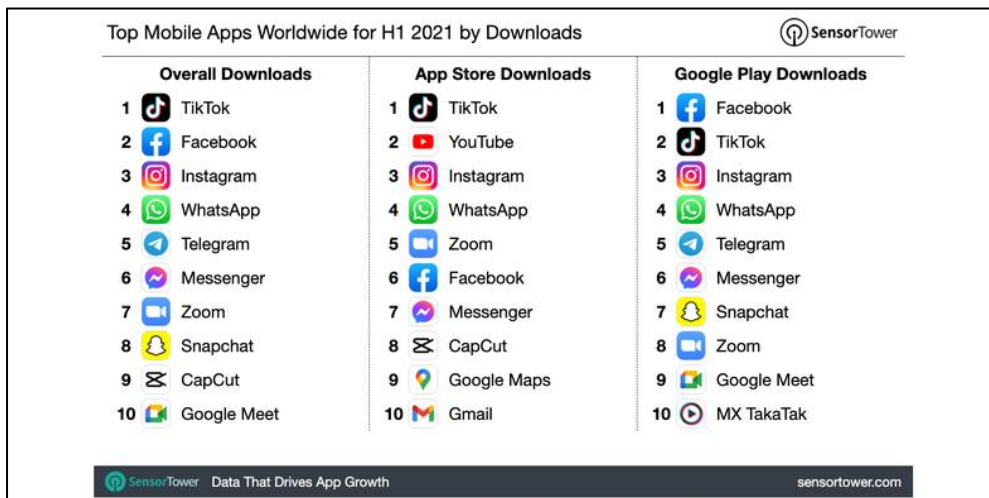 Top Mobile Apps Worldwide for H1 2021 by Downloads
SensorTower
Overall Downloads
1 TikTok
2 Facebook
3 Instagram
4 WhatsApp
5 Telegram
6 Messenger
7 Zoom
8 Snapchat
9 CapCut
10 Google Meet
App Store Downloads
1 TikTok
2 YouTube
3 Instagram
4 WhatsApp
5 Zoom
6 Facebook
7 Messenger
8 CapCut
9 Google Maps
10 Gmail
Google Play Downloads
1 Facebook
2 TikTok
3 Instagram
4 WhatsApp
5 Telegram
6 Messenger
7 Snapchat
8 Zoom
9 Google Meet
10 MX TakaTak
SensorTower Data That Drives App Growth
sensortower.com